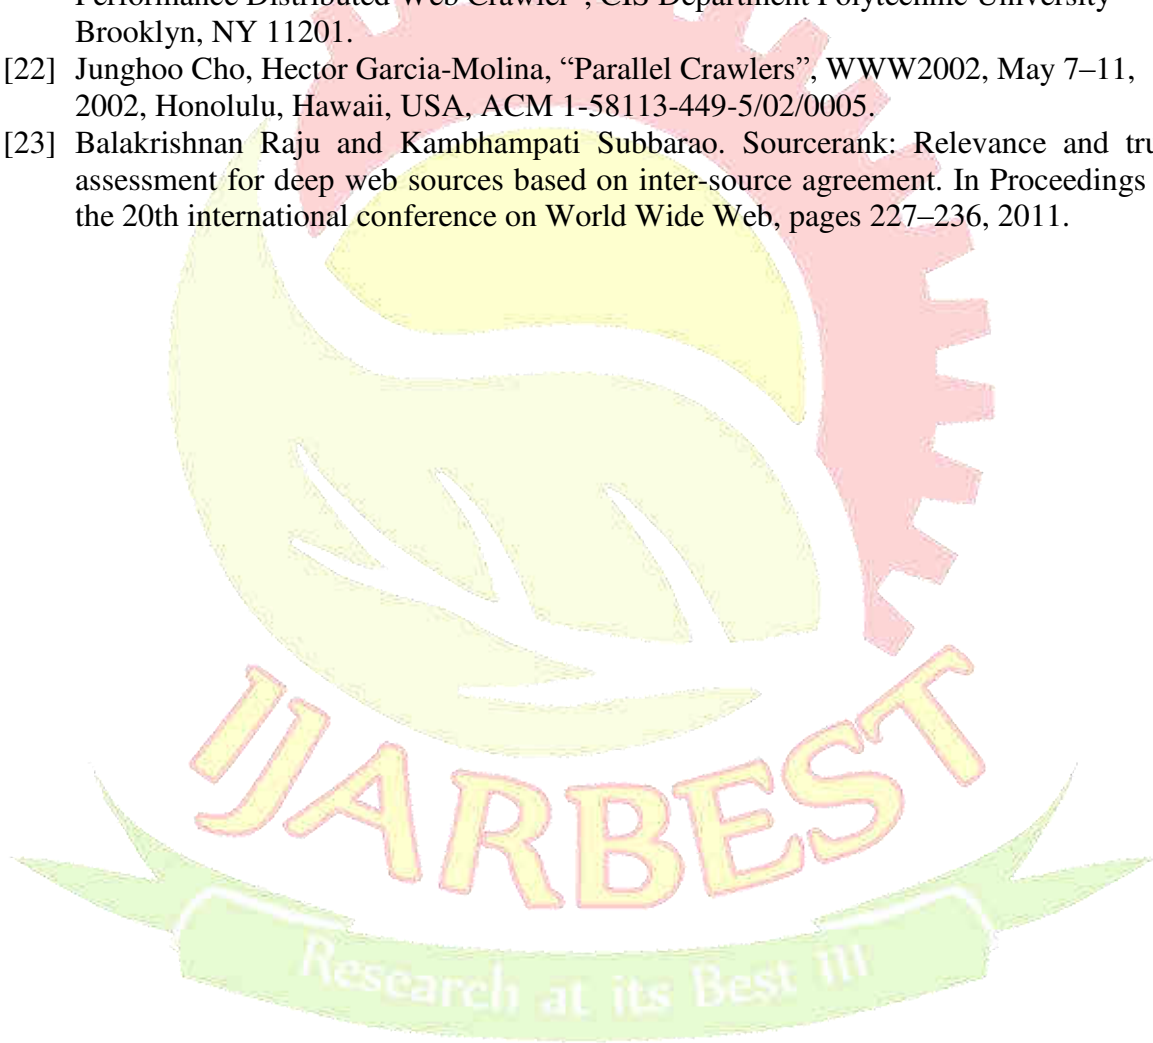 Performance Distributed Web Crawler”, CIS Department Polytechnic University
Brooklyn, NY 11201.
[22] Junghoo Cho, Hector Garcia-Molina, “Parallel Crawlers”, WWW2002, May 7–11,
2002, Honolulu, Hawaii, USA, ACM 1-58113-449-5/02/0005.
[23] Balakrishnan Raju and Kambhampati Subbarao. Sourcerank: Relevance and tru
assessment for deep web sources based on inter-source agreement. In Proceedings
the 20th international conference on World Wide Web, pages 227–236, 2011.
IJARBEST
Research at its Best !!!